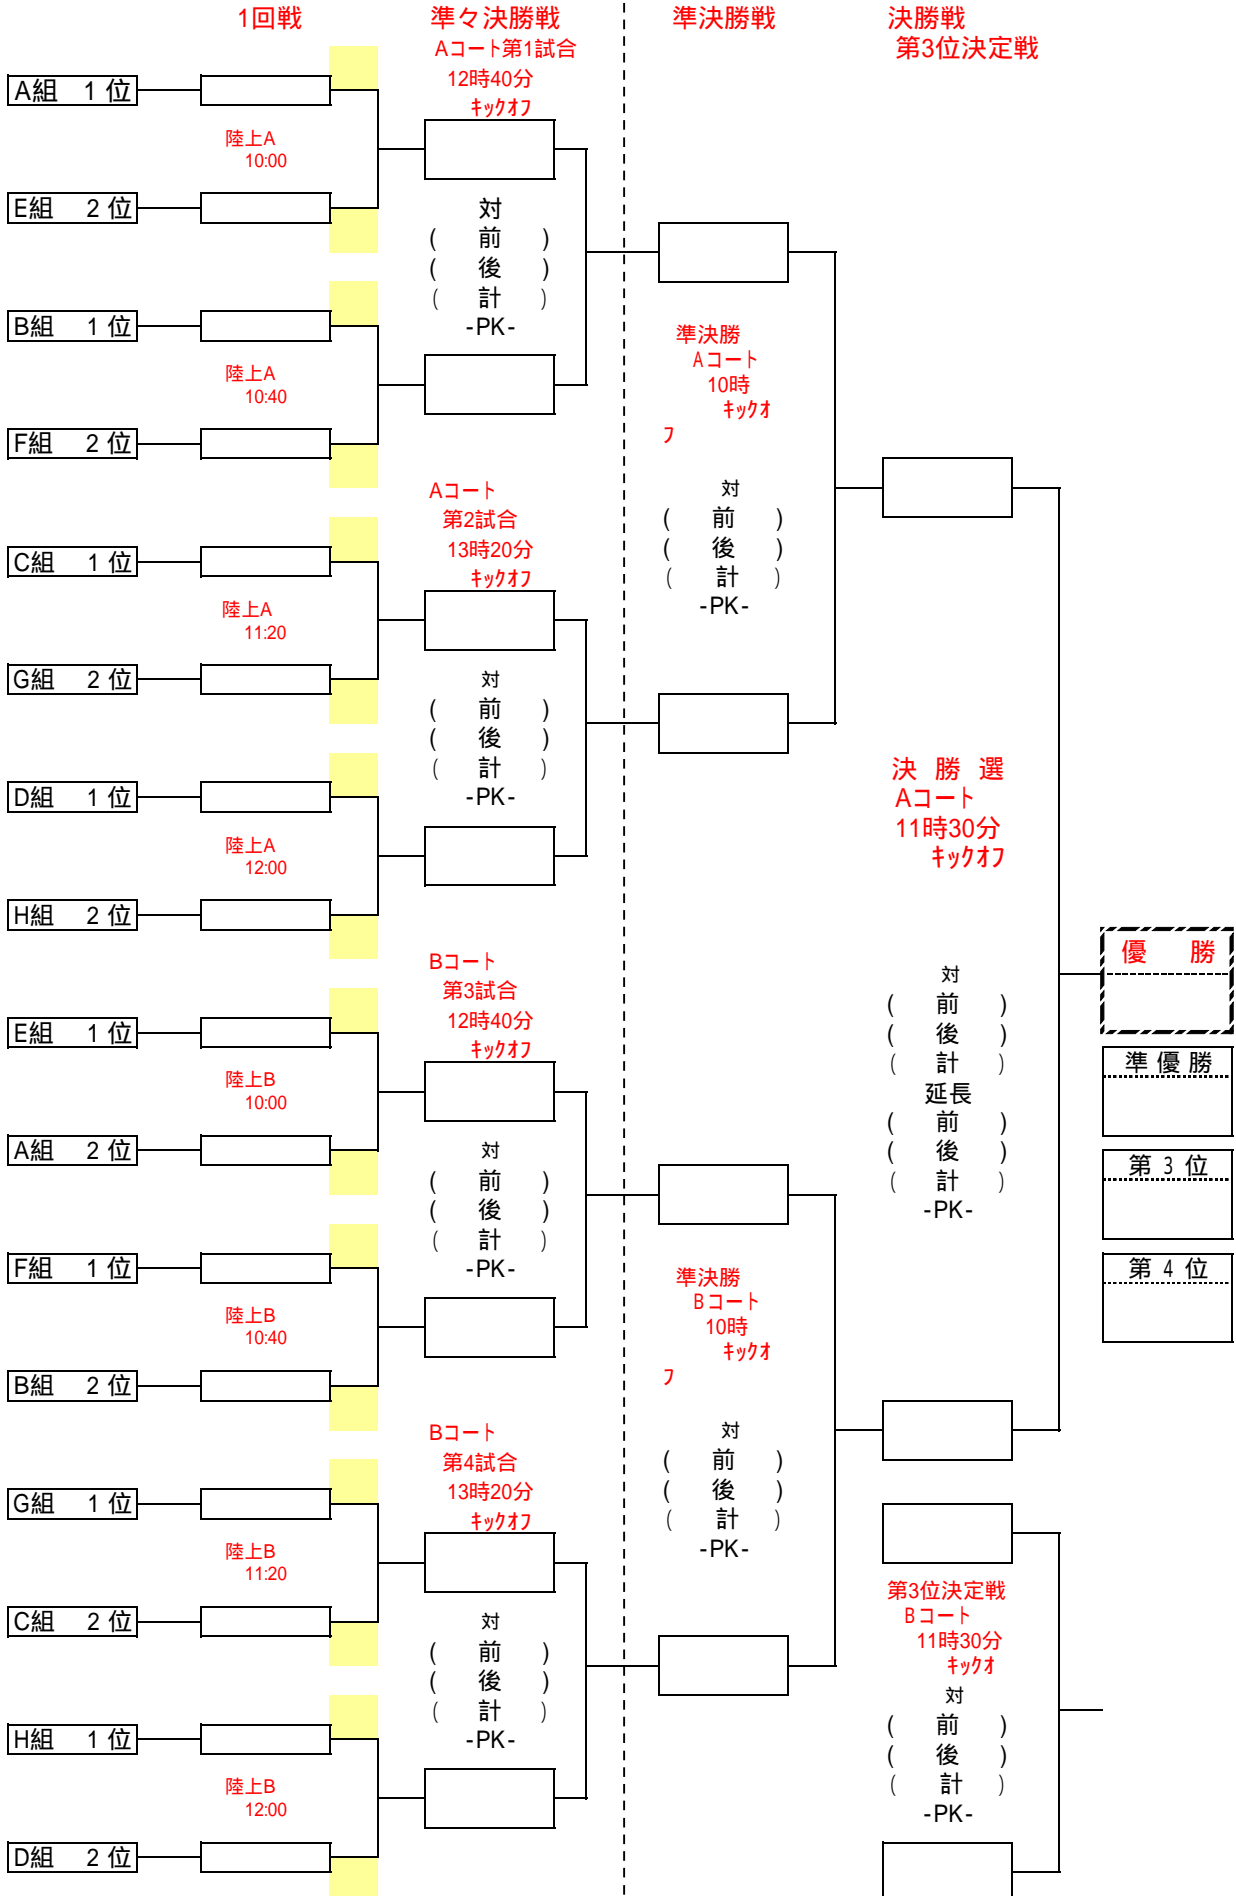 1回戦
準々決勝戦
準決勝戦
決勝戦
第3位決定戦
Aコート第1試合
12時40分
ｷｯｸｵﾌ
A組 1 位
陸上A
10:00
E組 2 位
対
( 前 )
( 後 )
( 計 )
-PK-
B組 1 位
陸上A
10:40
F組 2 位
準決勝
Aコート
10時
ｷｯｸｵ
ﾌ
対
( 前 )
( 後 )
( 計 )
-PK-
Aコート
第2試合
13時20分
ｷｯｸｵﾌ
C組 1 位
陸上A
11:20
G組 2 位
対
( 前 )
( 後 )
( 計 )
-PK-
D組 1 位
陸上A
12:00
H組 2 位
決 勝 選
Aコート
11時30分
ｷｯｸｵﾌ
対
( 前 )
( 後 )
( 計 )
延長
( 前 )
( 後 )
( 計 )
-PK-
優 勝
準 優 勝
第 3 位
第 4 位
Bコート
第3試合
12時40分
ｷｯｸｵﾌ
E組 1 位
陸上B
10:00
A組 2 位
対
( 前 )
( 後 )
( 計 )
-PK-
F組 1 位
陸上B
10:40
B組 2 位
準決勝
Bコート
10時
ｷｯｸｵ
ﾌ
対
( 前 )
( 後 )
( 計 )
-PK-
Bコート
第4試合
13時20分
ｷｯｸｵﾌ
G組 1 位
陸上B
11:20
C組 2 位
対
( 前 )
( 後 )
( 計 )
-PK-
H組 1 位
陸上B
12:00
D組 2 位
第3位決定戦
Bコート
11時30分
ｷｯｸｵ
対
( 前 )
( 後 )
( 計 )
-PK-